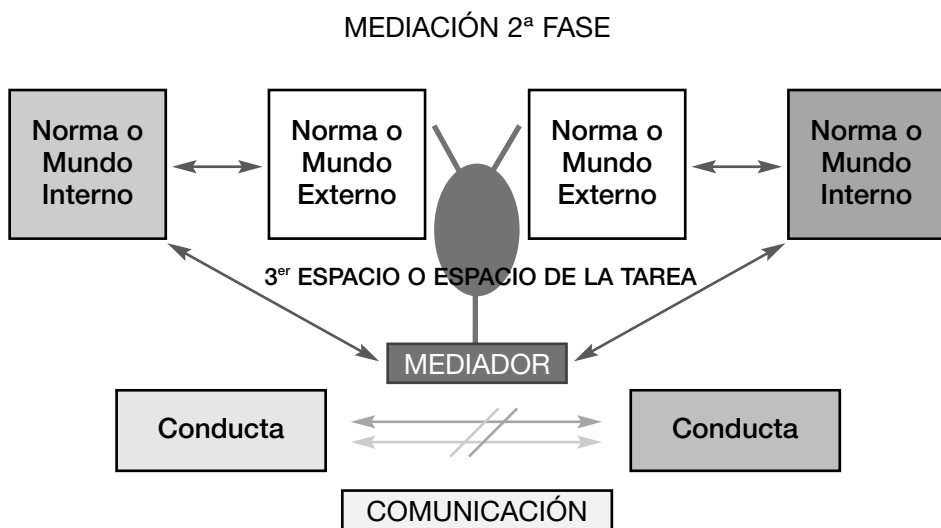 MEDIACIÓN 2ª FASE
Norma o
Mundo
Interno
Norma o
Mundo
Externo
Norma o
Mundo
Externo
Norma o
Mundo
Interno
3er ESPACIO O ESPACIO DE LA TAREA
MEDIADOR
Conducta
Conducta
COMUNICACIÓN